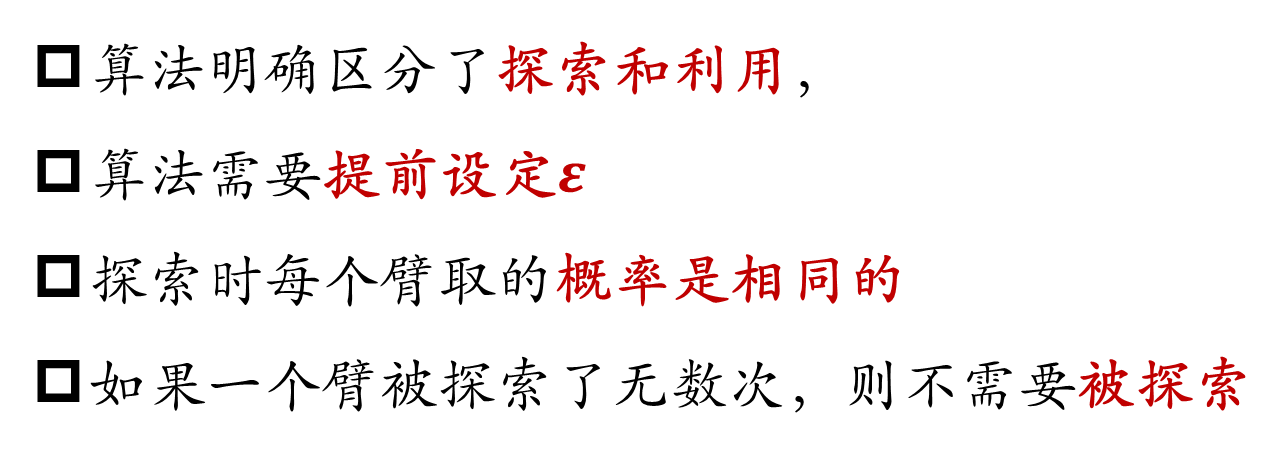 算法明确区分了探索和利用，
算法需要提前设定ε
探索时每个臂取的概率是相同的
如果一个臂被探索了无数次，则不需要被探索